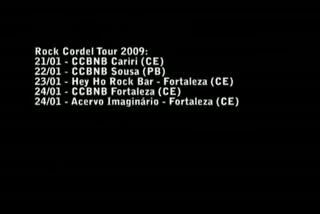 Rock Cordel Tour 2009:
21/01 - CCBNB Cariri (CE)
22/01 - CCBNB Sousa (PB)
23/01 - Hey Ho Rock Bar - Fortaleza (CE)
24/01 - CCBNB Fortaleza (CE)
24/01 - Acervo Imaginário - Fortaleza (CE)